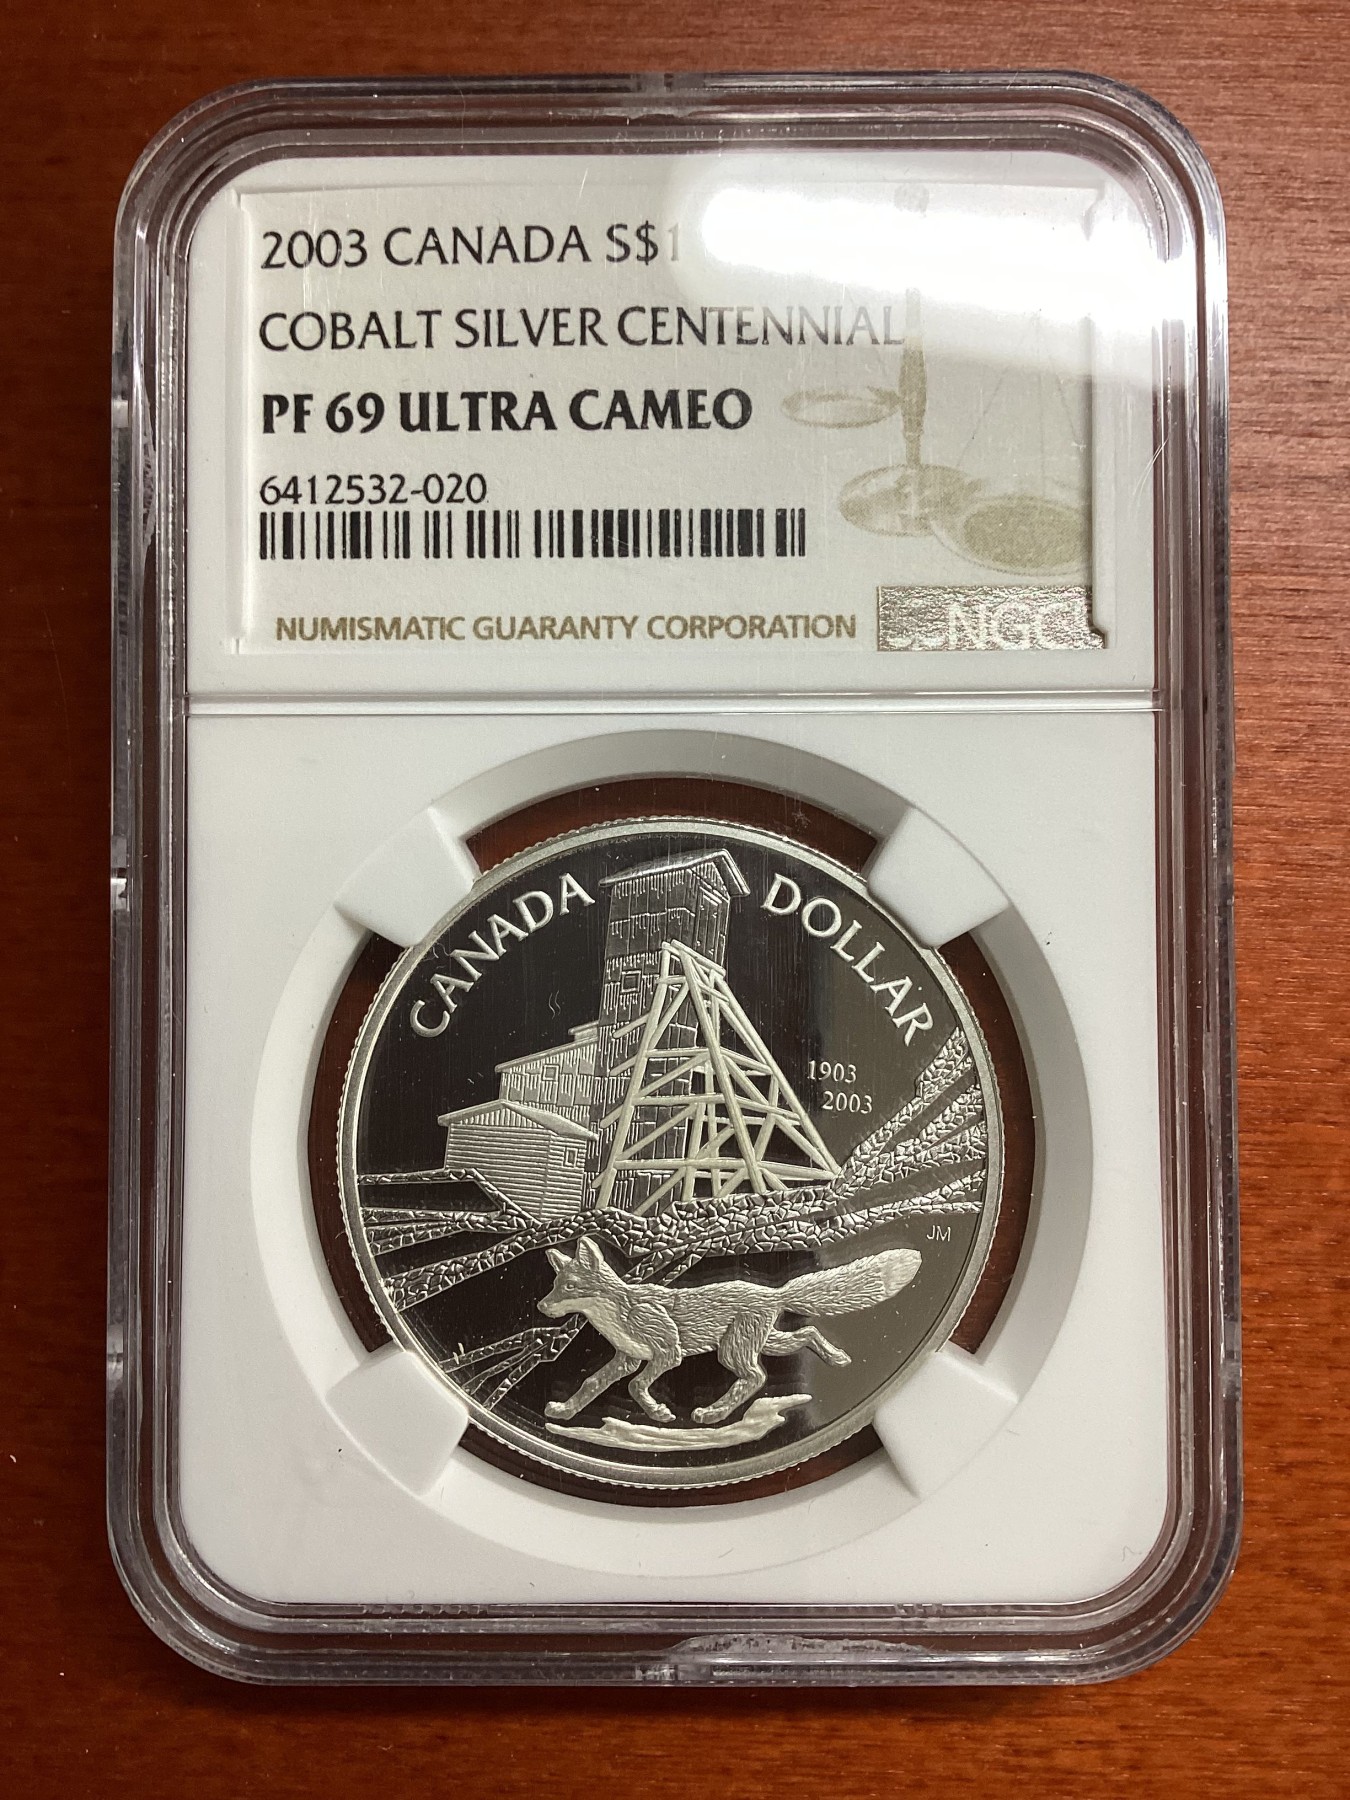 2003 CANADA S$1
COBALT SILVER CENTENNIAL
PF 69 ULTRA CAMEO
6412532-020
NUMISMATIC GUARANTY CORPORATION
NGC
CANADA DOLLAR
1903
2003
JM